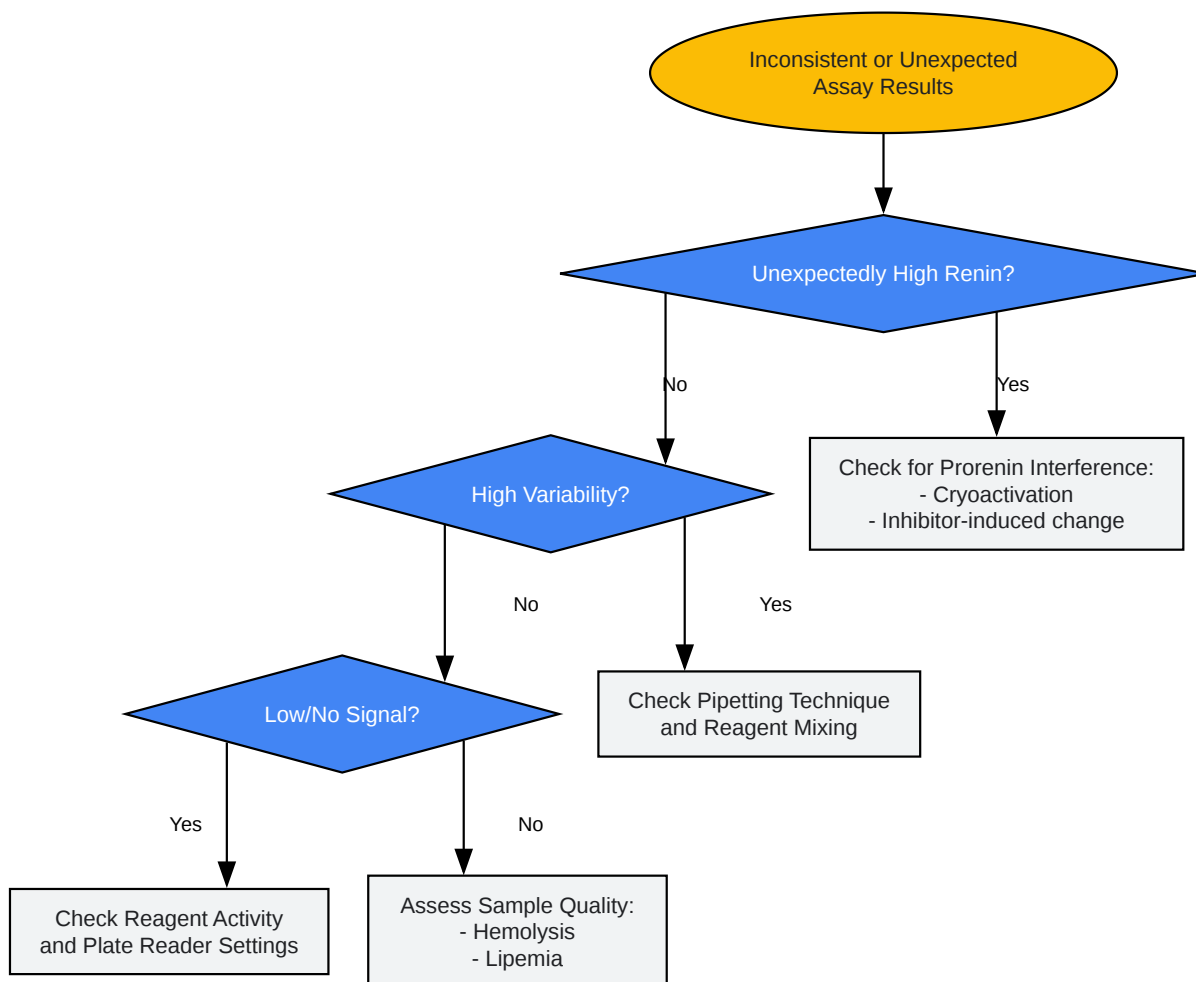 Inconsistent or Unexpected
Assay Results
Unexpectedly High Renin?
No
Yes
High Variability?
Check for Prorenin Interference:
- Cryoactivation
- Inhibitor-induced change
No
Yes
Low/No Signal?
Check Pipetting Technique
and Reagent Mixing
Yes
No
Check Reagent Activity
and Plate Reader Settings
Assess Sample Quality:
- Hemolysis
- Lipemia